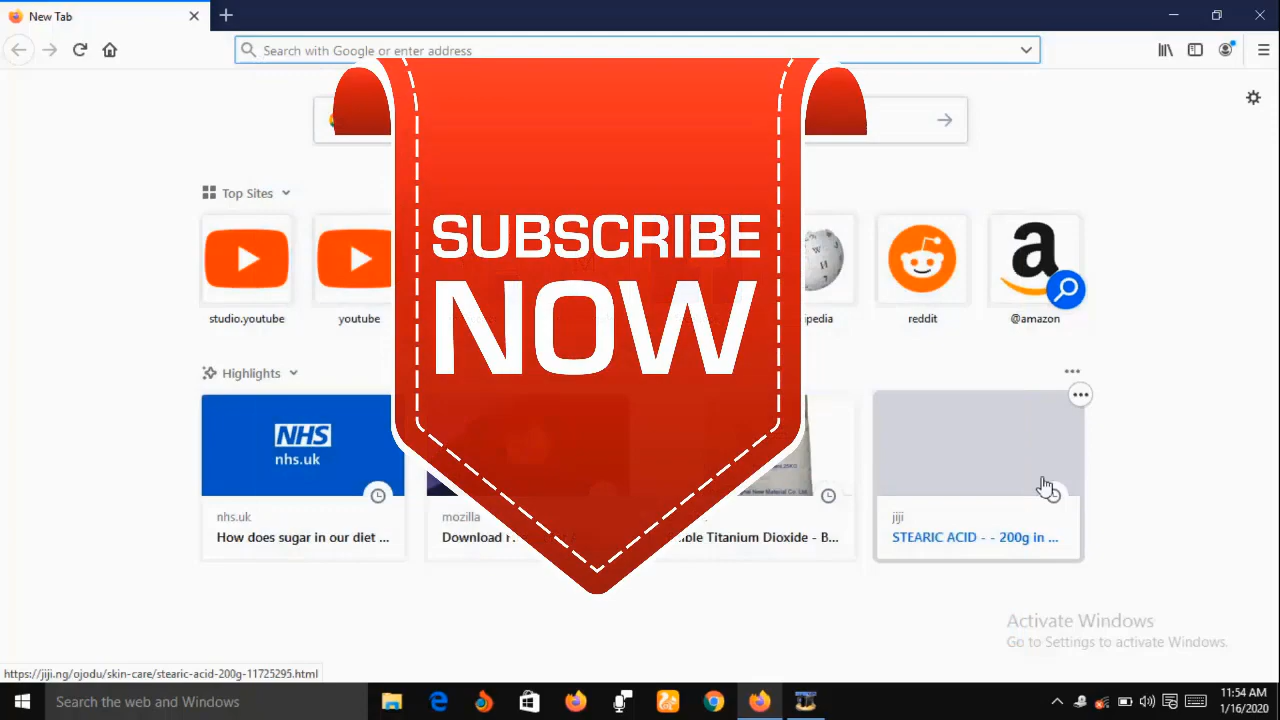 New Tab
Search with Google or enter address
Top Sites
SUBSCRIBE
NOW
studio.youtube
youtube
ipedia
reddit
@amazon
Highlights
NHS
nhs.uk
nhs.uk
How does sugar in our diet ...
mozilla
Download
ible Titanium Dioxide - B...
jiji
STEARIC ACID - - 200g in ...
Activate Windows
Go to Settings to activate Windows.
https://jiji.ng/ojodu/skin-care/stearic-acid-200g-11725295.html
Search the web and Windows
11:54 AM
1/16/2020